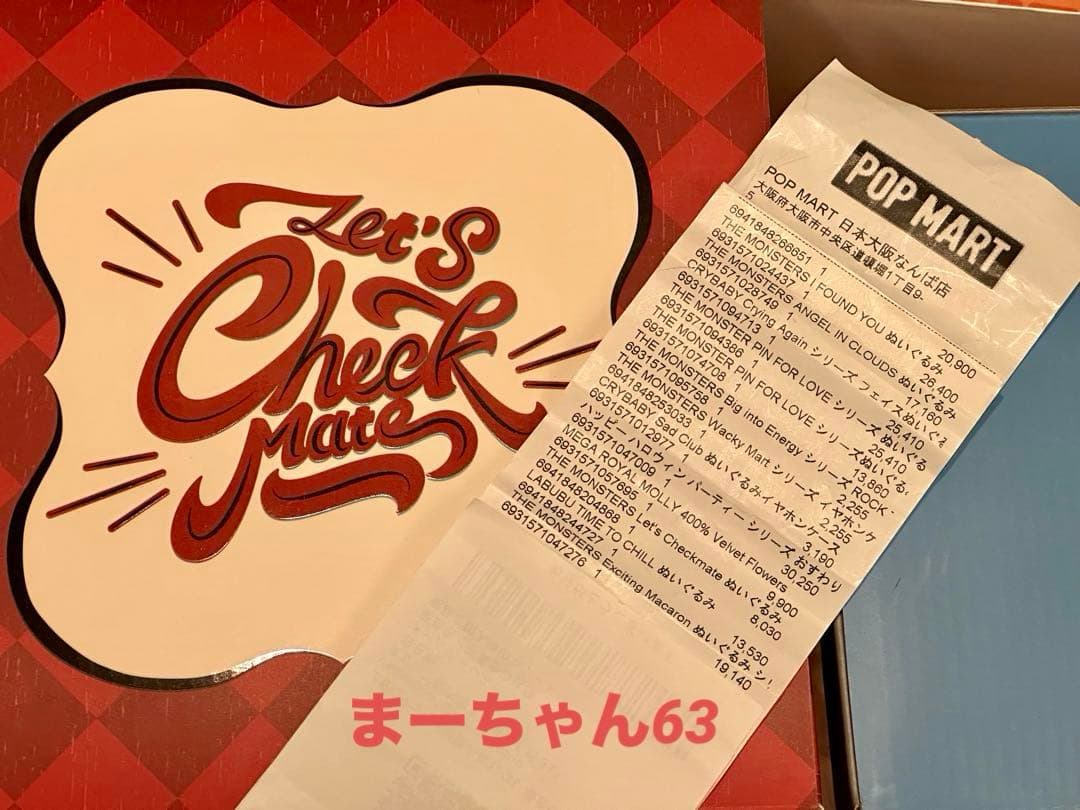 Let's
Check
Mate
POP MART
POP MART 日本大阪なんば店
大阪府大阪市中央区道頓堀1丁目9-
5
6941848266651 1 20,900
THE MONSTERS I FOUND YOU ぬいぐるみ
6931571024437 1 26,400
THE MONSTERS ANGEL IN CLOUDS ぬいぐるみ
6931571028749 1
CRYBABY Crying Again シリーズ フェイスぬいぐ
6931571094713 1 25,410
THE MONSTER PIN FOR LOVE シリーズ ぬいぐる
6931571094386 25,410
THE MONSTER PIN FOR LOVE シリーズ ぬいぐる
6931571074708 1 13,860
THE MONSTERS Big into Energy シリーズ
6931571095758 1 2,255
THE MONSTERS Wacky Mart シリーズ イヤホンケ
6941848253033 1 2,255
CRYBABY Sad Club ぬいぐるみイヤホンケース
6931571012977 1 3,190
ハッピーハロウィンパーティー シリーズ おすわり
6931571047009 1 30,250
MEGA ROYAL MOLLY 400% Velvet Flowers
6931571057695 1 9,900
THE MONSTERS Let's Checkmate ぬいぐるみ
6941848204868 1 8,030
LABUBU TIME TO CHILL ぬいぐるみ
6941848244727 1 13,530
THE MONSTERS Exciting Macaron ぬいぐるみ シリ
6931571047276 1 19,140
まーちゃん63